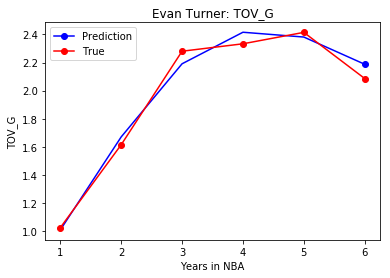 Evan Turner: TOV_G
Prediction
True
TOV_G
2.4
2.2
2.0
1.8
1.6
1.4
1.2
1.0
1 2 3 4 5 6
Years in NBA